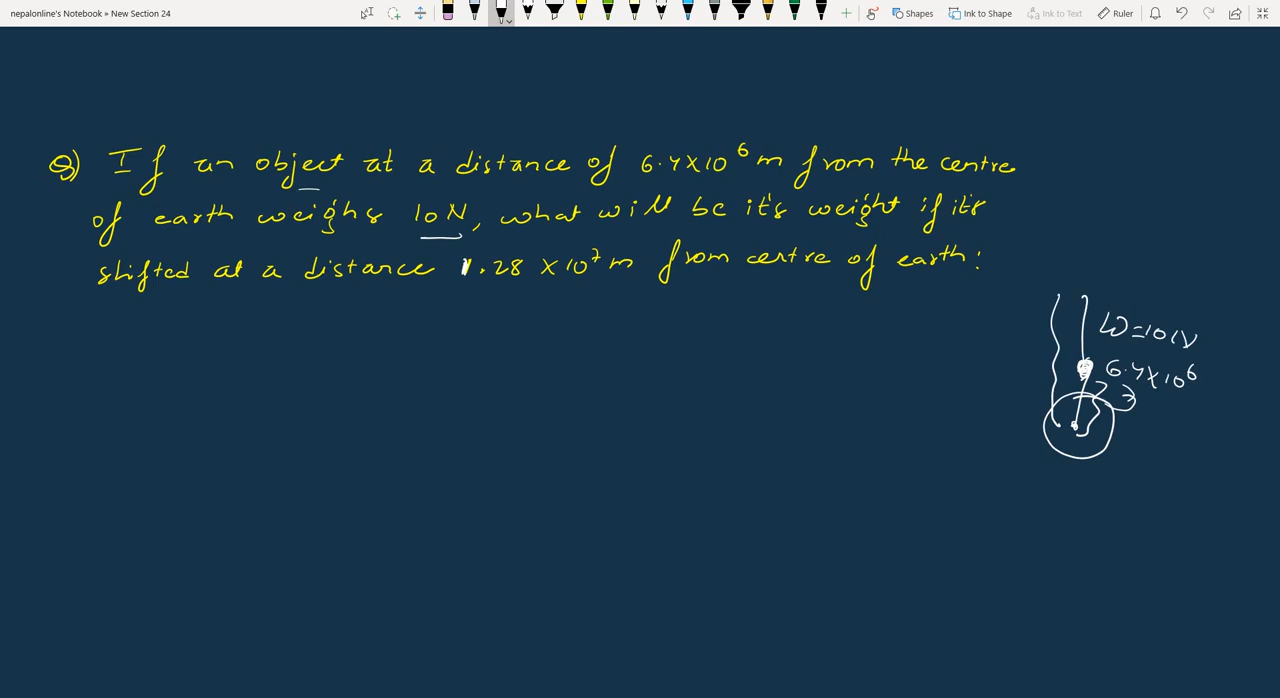 nepalonline's Notebook » New Section 24
Shapes
Ink to Shape
Ink to Text
Ruler
Q) If an object at a distance of 6.4×10⁶ m from the centre
of earth weighs 10N, what will be it's weight if it's
shifted at a distance 1.28 ×10⁷ m from centre of earth:
W=10N
6.4×10⁶